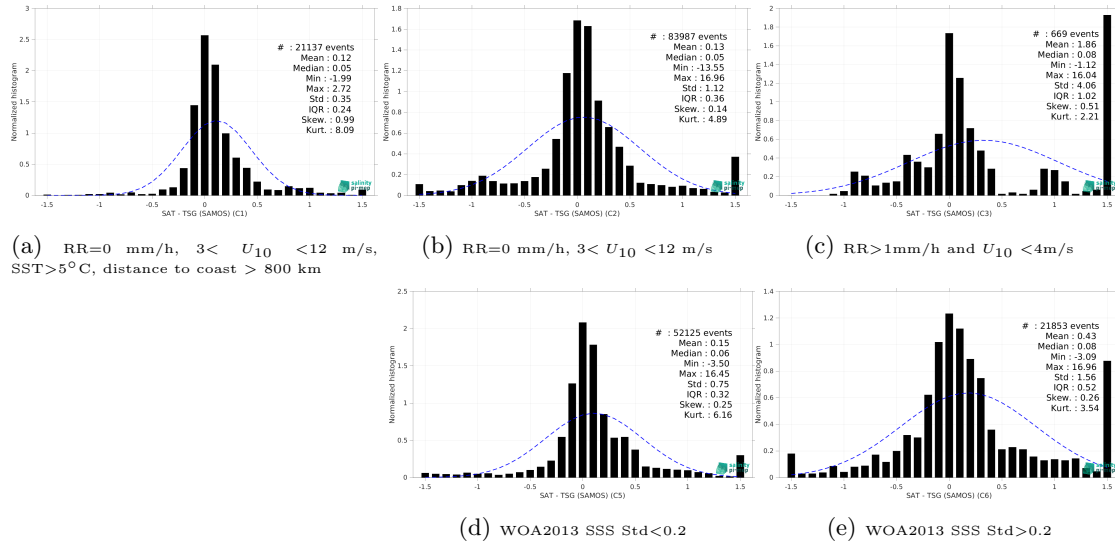 3
2.5
2
1.5
1
0.5
0
-1.5
-1
-0.5
0
0.5
1
1.5
Normalized histogram
SAT - TSG (SAMOS) (C1)
# : 21137 events
Mean : 0.12
Median : 0.05
Min : -1.99
Max : 2.72
Std : 0.35
IQR : 0.24
Skew. : 0.99
Kurt. : 8.09
salinity
(a) RR=0 mm/h, 3< U10 <12 m/s,
SST>5°C, distance to coast > 800 km
1.8
1.6
1.4
1.2
1
0.8
0.6
0.4
0.2
0
-1.5
-1
-0.5
0
0.5
1
1.5
Normalized histogram
SAT - TSG (SAMOS) (C2)
# : 83987 events
Mean : 0.13
Median : 0.05
Min : -13.55
Max : 16.96
Std : 1.12
IQR : 0.36
Skew. : 0.14
Kurt. : 4.89
salinity
(b) RR=0 mm/h, 3< U10 <12 m/s
2
1.8
1.6
1.4
1.2
1
0.8
0.6
0.4
0.2
0
-1.5
-1
-0.5
0
0.5
1
1.5
Normalized histogram
SAT - TSG (SAMOS) (C3)
# : 669 events
Mean : 1.86
Median : 0.08
Min : -1.12
Max : 16.04
Std : 4.06
IQR : 1.02
Skew. : 0.51
Kurt. : 2.21
(c) RR>1mm/h and U10 <4m/s
2.5
2
1.5
1
0.5
0
-1.5
-1
-0.5
0
0.5
1
1.5
Normalized histogram
SAT - TSG (SAMOS) (C5)
# : 52125 events
Mean : 0.15
Median : 0.06
Min : -3.50
Max : 16.45
Std : 0.75
IQR : 0.32
Skew. : 0.25
Kurt. : 6.16
salinity
(d) WOA2013 SSS Std<0.2
1.4
1.2
1
0.8
0.6
0.4
0.2
0
-1.5
-1
-0.5
0
0.5
1
1.5
Normalized histogram
SAT - TSG (SAMOS) (C6)
# : 21853 events
Mean : 0.43
Median : 0.08
Min : -3.09
Max : 16.96
Std : 1.56
IQR : 0.52
Skew. : 0.26
Kurt. : 3.54
(e) WOA2013 SSS Std>0.2